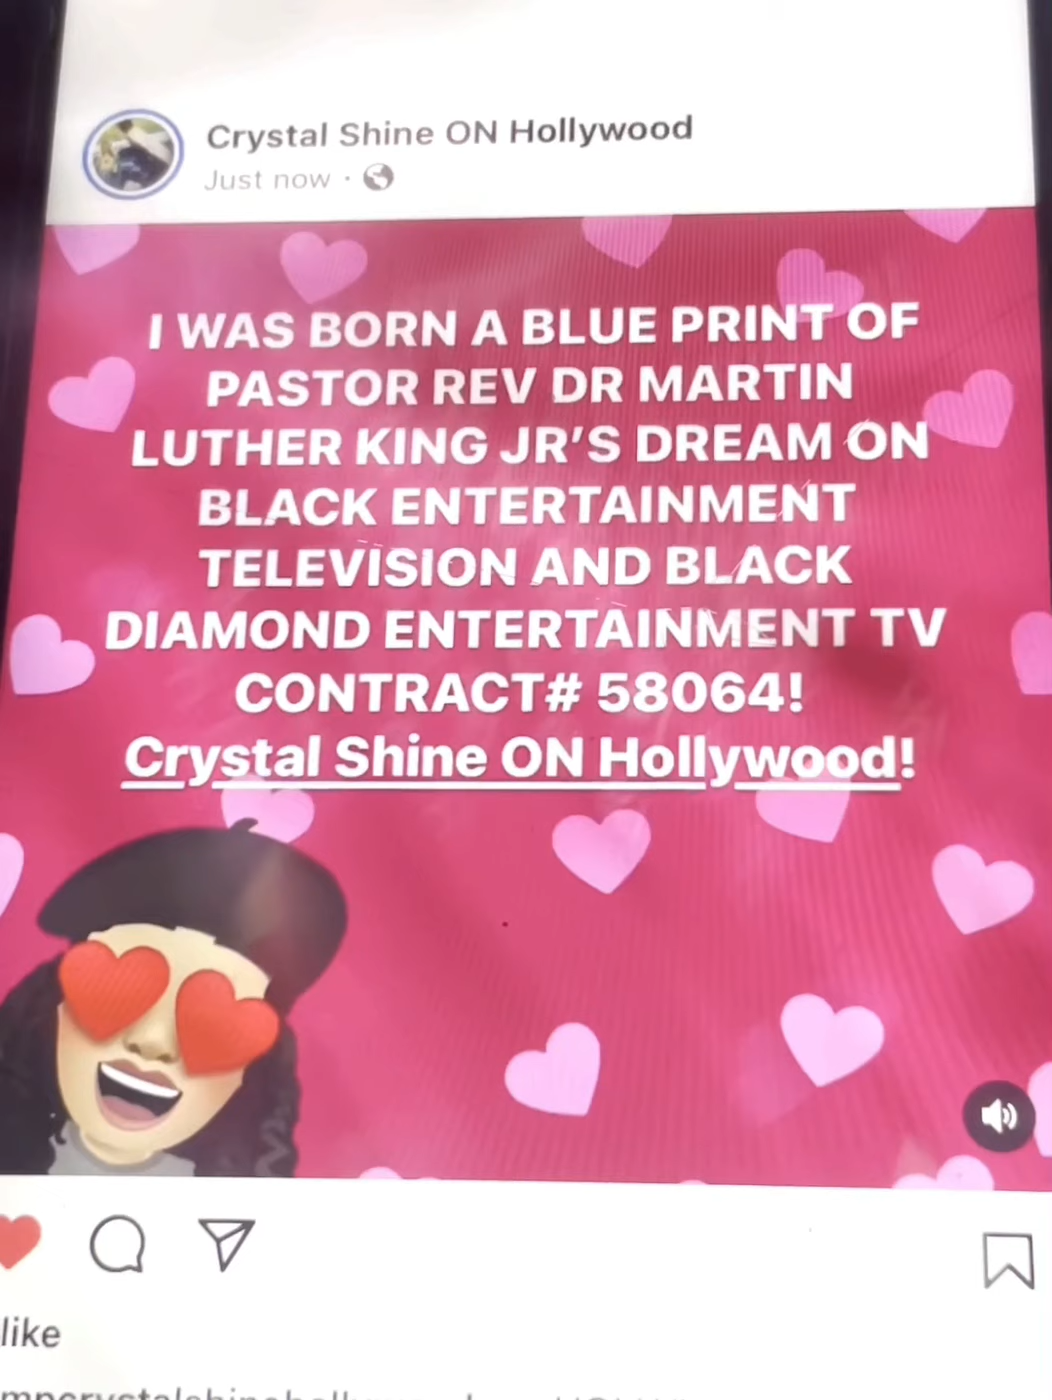 Crystal Shine ON Hollywood
Just now ·
I WAS BORN A BLUE PRINT OF
PASTOR REV DR MARTIN
LUTHER KING JR'S DREAM ON
BLACK ENTERTAINMENT
TELEVISION AND BLACK
DIAMOND ENTERTAINMENT TV
CONTRACT# 58064!
Crystal Shine ON Hollywood!
like